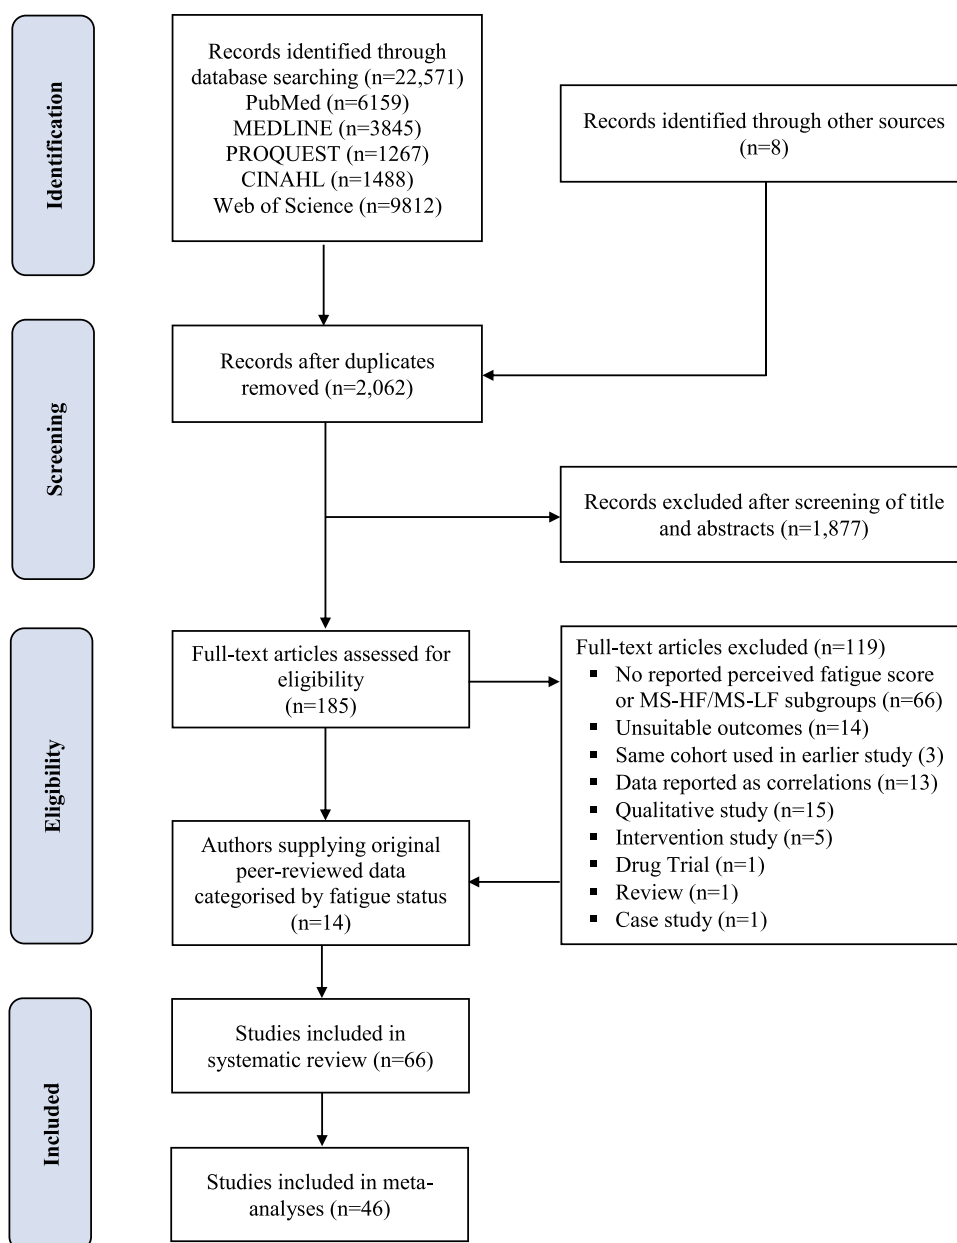 Identification
Records identified through
database searching (n=22,571)
PubMed (n=6159)
MEDLINE (n=3845)
PROQUEST (n=1267)
CINAHL (n=1488)
Web of Science (n=9812)
Records identified through other sources
(n=8)
Screening
Records after duplicates
removed (n=2,062)
Records excluded after screening of title
and abstracts (n=1,877)
Eligibility
Full-text articles assessed for
eligibility
(n=185)
Full-text articles excluded (n=119)
▪ No reported perceived fatigue score
or MS-HF/MS-LF subgroups (n=66)
▪ Unsuitable outcomes (n=14)
▪ Same cohort used in earlier study (3)
▪ Data reported as correlations (n=13)
▪ Qualitative study (n=15)
▪ Intervention study (n=5)
▪ Drug Trial (n=1)
▪ Review (n=1)
▪ Case study (n=1)
Authors supplying original
peer-reviewed data
categorised by fatigue status
(n=14)
Included
Studies included in
systematic review (n=66)
Studies included in meta-
analyses (n=46)